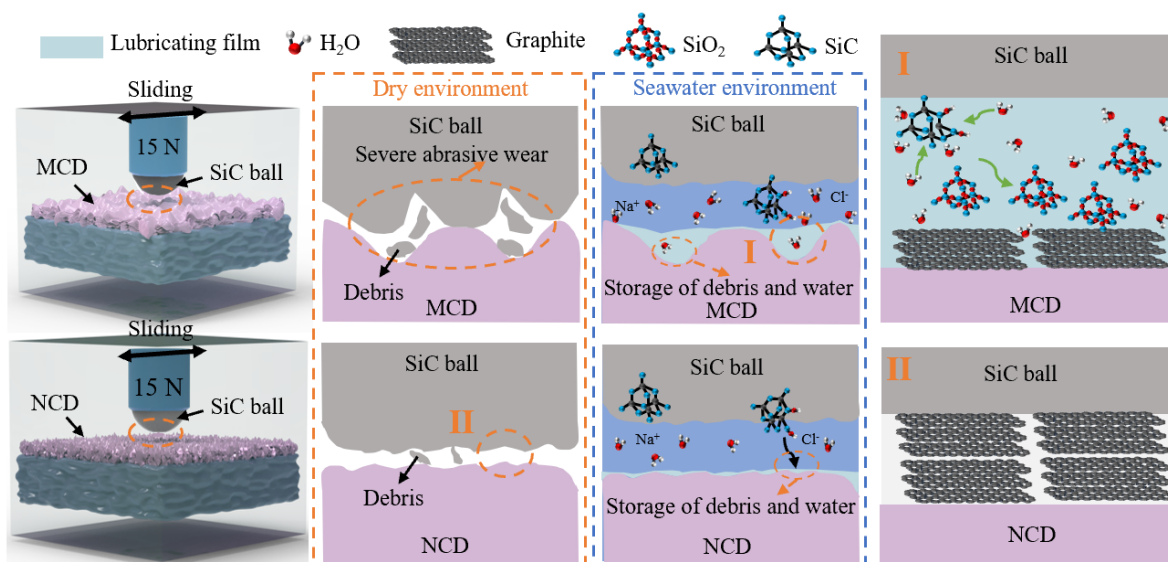 Lubricating film
H₂O
Graphite
SiO₂
SiC
Sliding
15 N
MCD
SiC ball
Dry environment
SiC ball
Severe abrasive wear
Debris
MCD
Seawater environment
SiC ball
Na⁺
Cl⁻
I
Storage of debris and water
MCD
I
SiC ball
MCD
Sliding
15 N
NCD
SiC ball
SiC ball
II
Debris
NCD
SiC ball
Na⁺
Cl⁻
Storage of debris and water
NCD
II
SiC ball
NCD